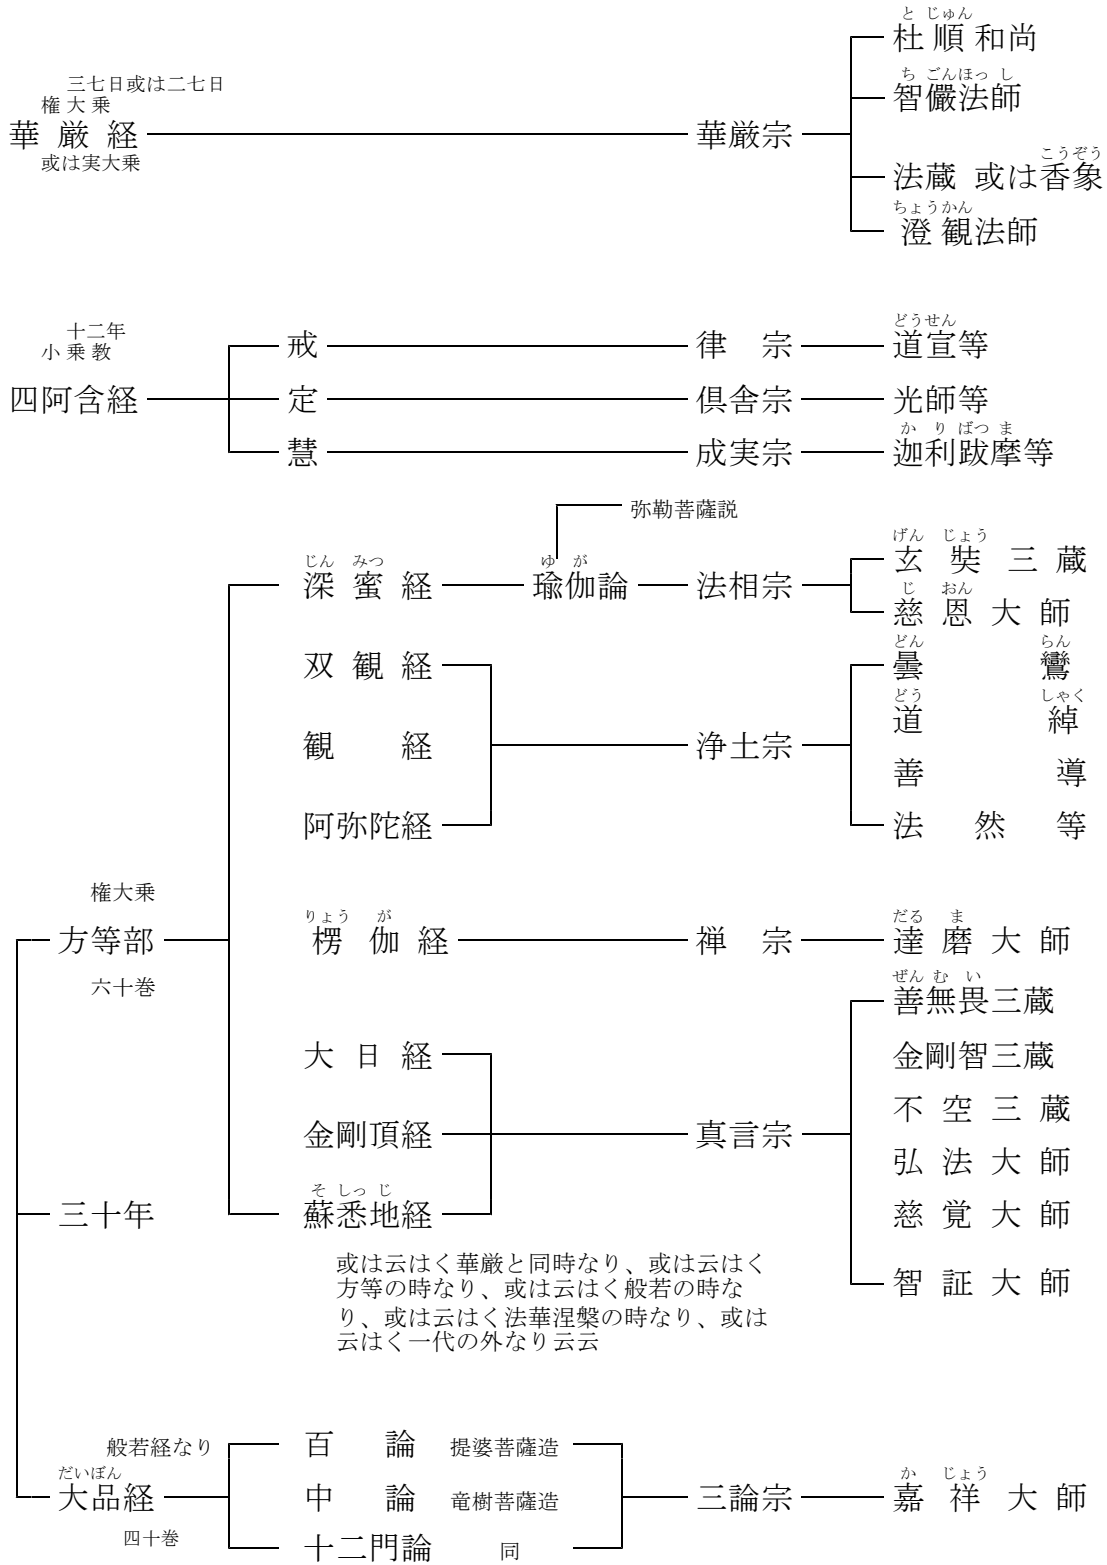 三七日或は二七日
権大乗
華厳経
或は実大乗
華厳宗
とじゅん
杜順和尚
ちごんほっし
智儼法師
こうぞう
法蔵 或は香象
ちょうかん
澄観法師
十二年
小乗教
四阿含経
戒
律宗
どうせん
道宣等
定
倶舎宗
光師等
慧
成実宗
かりばつま
迦利跋摩等
弥勒菩薩説
じんみつ
深蜜経
ゆが
瑜伽論
法相宗
げんじょう
玄奘三蔵
じおん
慈恩大師
双観経
観経
阿弥陀経
浄土宗
どんらん
曇鸞
どうしゃく
道綽
善導
法然等
権大乗
方等部
六十巻
りょうが
楞伽経
禅宗
だるま
達磨大師
大日経
金剛頂経
そしっじ
蘇悉地経
真言宗
ぜんむい
善無畏三蔵
金剛智三蔵
不空三蔵
弘法大師
慈覚大師
智証大師
三十年
或は云はく華厳と同時なり、或は云はく
方等の時なり、或は云はく般若の時な
り、或は云はく法華涅槃の時なり、或は
云はく一代の外なり云云
般若経なり
だいぼん
大品経
四十巻
百論 提婆菩薩造
中論 竜樹菩薩造
十二門論 同
三論宗
かじょう
嘉祥大師